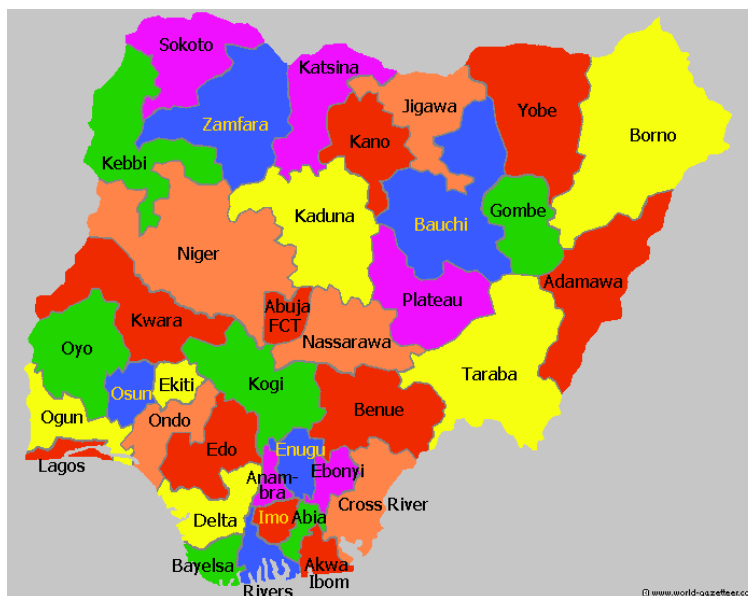 Sokoto
Katsina
Jigawa
Yobe
Borno
Zamfara
Kano
Kebbi
Kaduna
Gombe
Bauchi
Niger
Adamawa
Plateau
Abuja
FCT
Kwara
Nassarawa
Oyo
Taraba
Kogi
Ekiti
Osun
Benue
Ogun
Ondo
Edo
Enugu
Lagos
Ebonyi
Anam-
bra
Cross River
Delta
Imo
Abia
Bayelsa
Akwa
Ibom
Rivers
© www.world-gazetteer.co